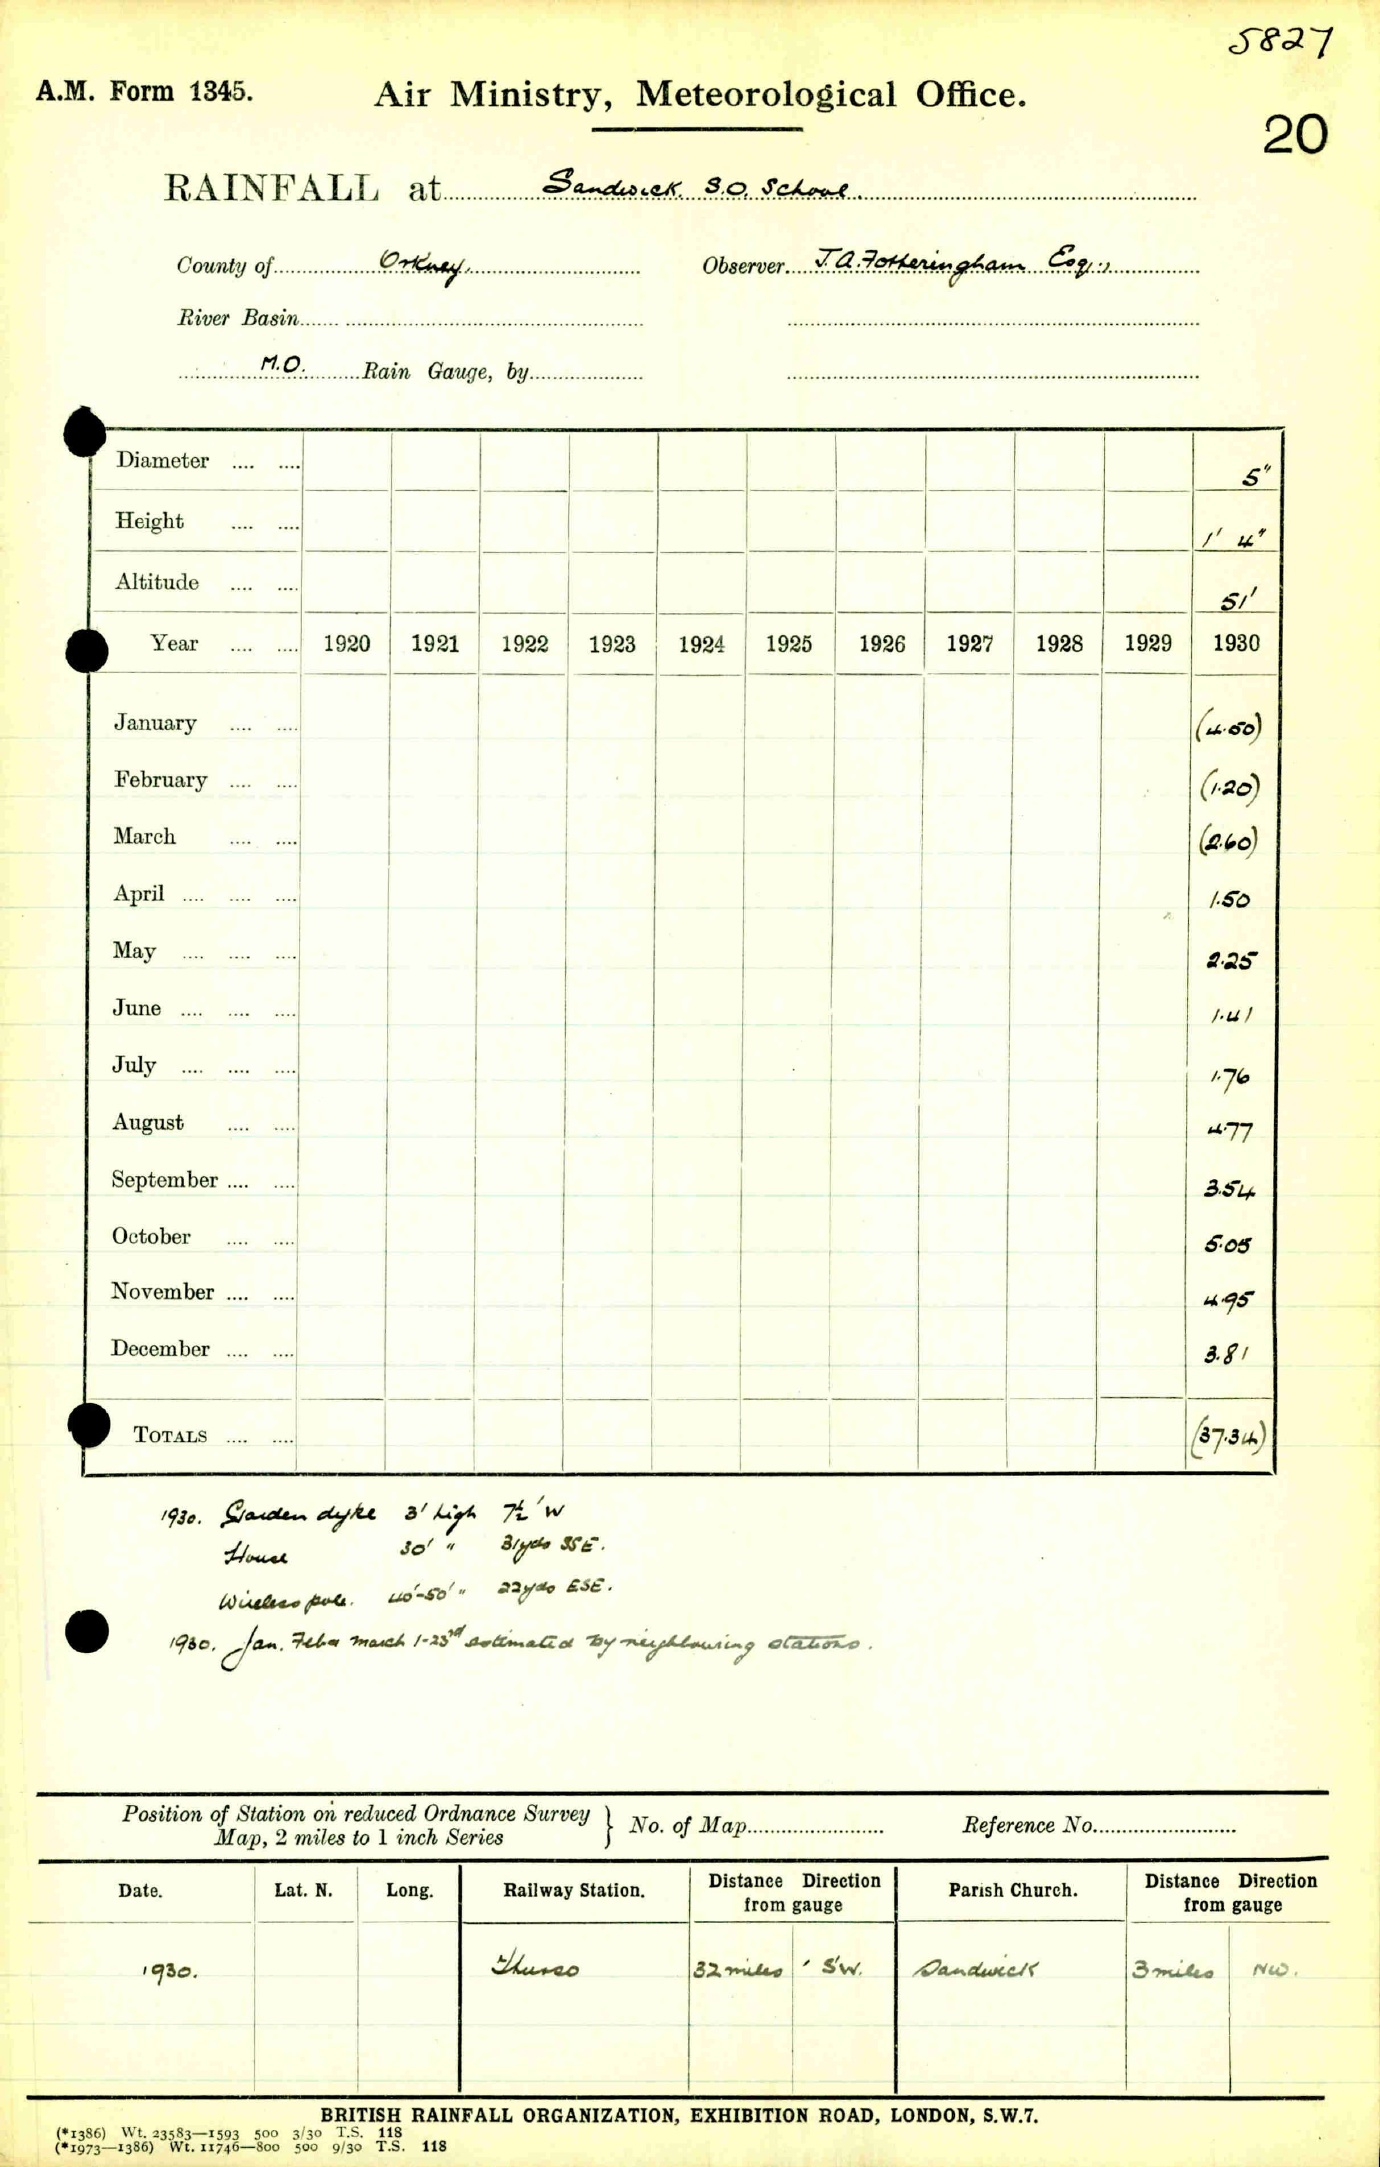 5827
A.M. Form 1345.
Air Ministry, Meteorological Office.
20
RAINFALL at Sandwick S.O. School.
County of Orkney. Observer J.A. Fotheringham Esq.,
River Basin
M.O. Rain Gauge, by
Diameter .... .... 5"
Height .... .... 1' 4"
Altitude .... .... 51'
Year .... .... 1920 1921 1922 1923 1924 1925 1926 1927 1928 1929 1930
January .... .... (4.50)
February .... .... (1.20)
March .... .... (2.60)
April .... .... .... 1.50
May .... .... .... 2.25
June .... .... .... 1.41
July .... .... .... 1.76
August .... .... 4.77
September .... .... 3.54
October .... .... 5.05
November .... .... 4.95
December .... .... 3.81
TOTALS .... .... (37.34)
1930. Garden dyke 3' high 7½' W
House 30' " 31yds SSE.
Wireless pole. 40'-50' " 22yds ESE.
1930. Jan. Feb & March 1-23rd estimated by neighbouring stations.
Position of Station on reduced Ordnance Survey
Map, 2 miles to 1 inch Series } No. of Map Reference No.
Date. Lat. N. Long. Railway Station. Distance Direction from gauge Parish Church. Distance Direction from gauge
1930. Thurso 32 miles SW. Sandwick 3 miles NW.
BRITISH RAINFALL ORGANIZATION, EXHIBITION ROAD, LONDON, S.W.7.
(*1386) Wt. 23583—1593 500 3/30 T.S. 118
(*1973—1386) Wt. 11746—800 500 9/30 T.S. 118